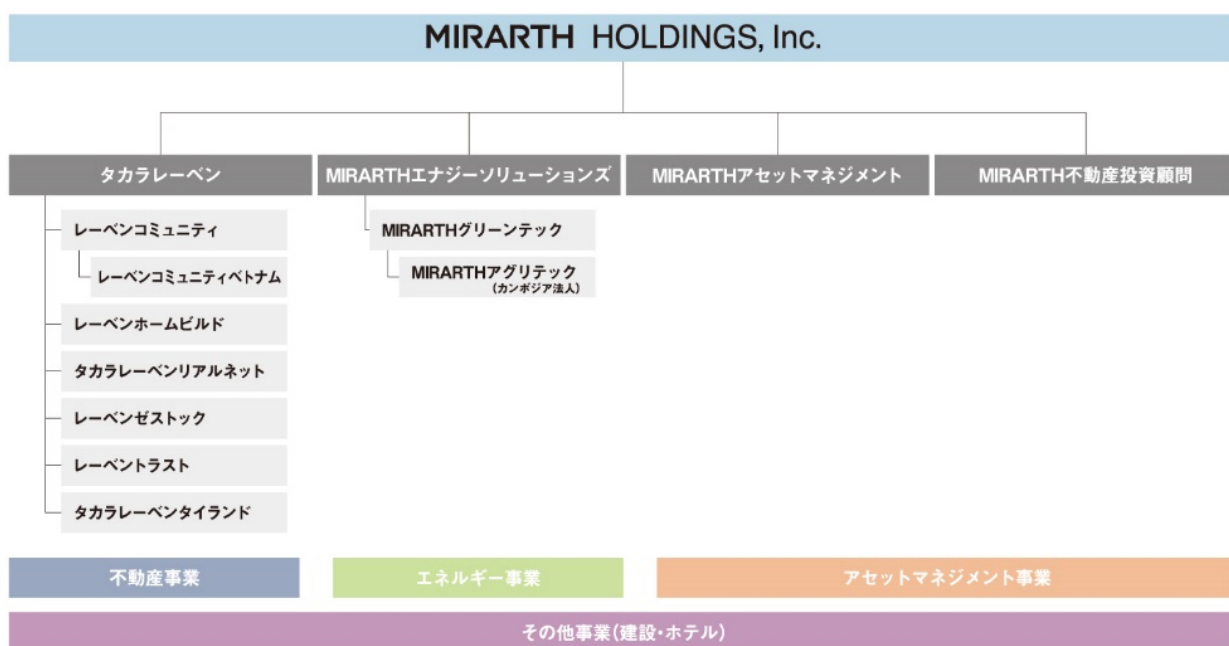 MIRARTH HOLDINGS, Inc.
タカラレーベン
MIRARTHエナジーソリューションズ
MIRARTHアセットマネジメント
MIRARTH不動産投資顧問
レーベンコミュニティ
レーベンコミュニティベトナム
レーベンホームビルド
タカラレーベンリアルネット
レーベンゼストック
レーベントラスト
タカラレーベンタイランド
MIRARTHグリーンテック
MIRARTHアグリテック
(カンボジア法人)
不動産事業
エネルギー事業
アセットマネジメント事業
その他事業(建設・ホテル)